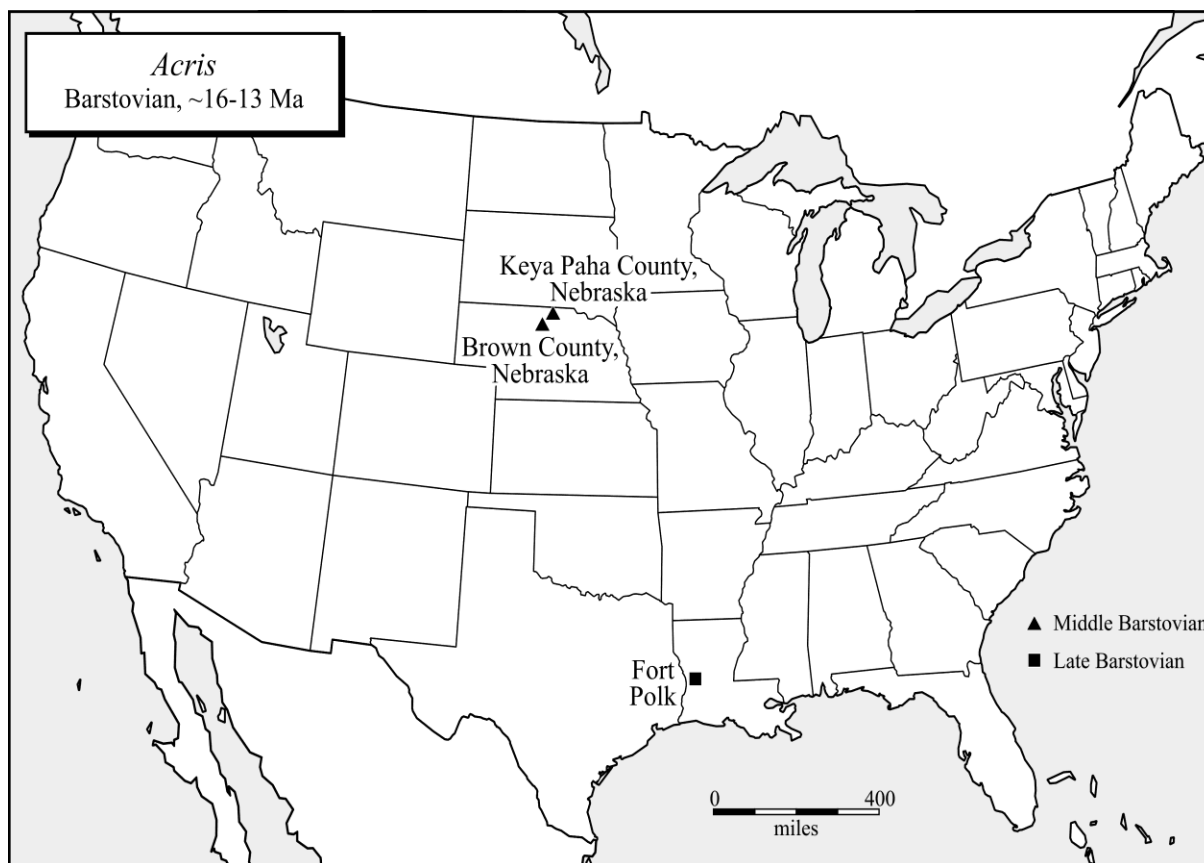 Acris
Barstovian, ~16-13 Ma
Keya Paha County,
Nebraska
Brown County,
Nebraska
Middle Barstovian
Late Barstovian
Fort
Polk
0 400
miles